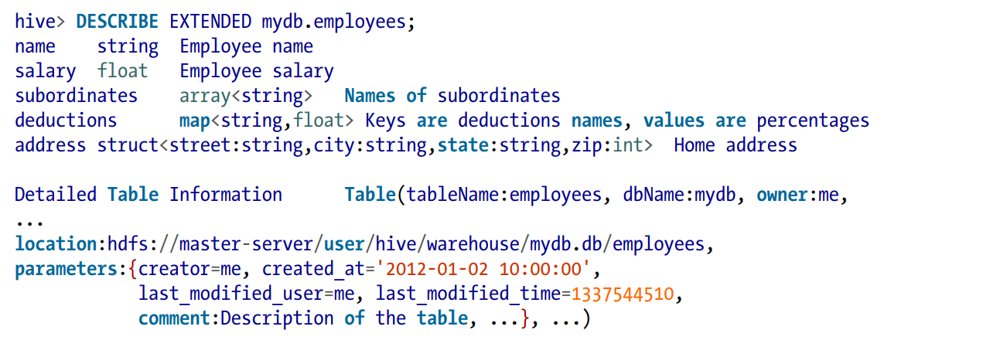 hive> DESCRIBE EXTENDED mydb.employees;
name    string  Employee name
salary  float   Employee salary
subordinates    array<string>   Names of subordinates
deductions      map<string,float> Keys are deductions names, values are percentages
address struct<street:string,city:string,state:string,zip:int>  Home address

Detailed Table Information      Table(tableName:employees, dbName:mydb, owner:me,
...
location:hdfs://master-server/user/hive/warehouse/mydb.db/employees,
parameters:{creator=me, created_at='2012-01-02 10:00:00',
            last_modified_user=me, last_modified_time=1337544510,
            comment:Description of the table, ...}, ...)